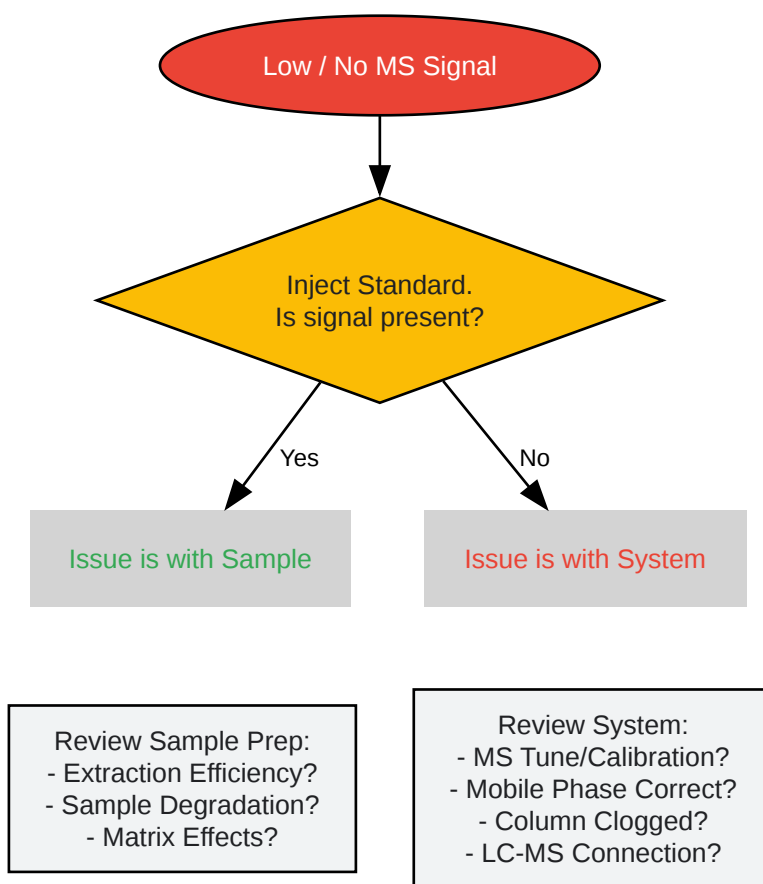 Low / No MS Signal
Inject Standard.
Is signal present?
Yes
No
Issue is with Sample
Issue is with System
Review Sample Prep:
- Extraction Efficiency?
- Sample Degradation?
- Matrix Effects?
Review System:
- MS Tune/Calibration?
- Mobile Phase Correct?
- Column Clogged?
- LC-MS Connection?